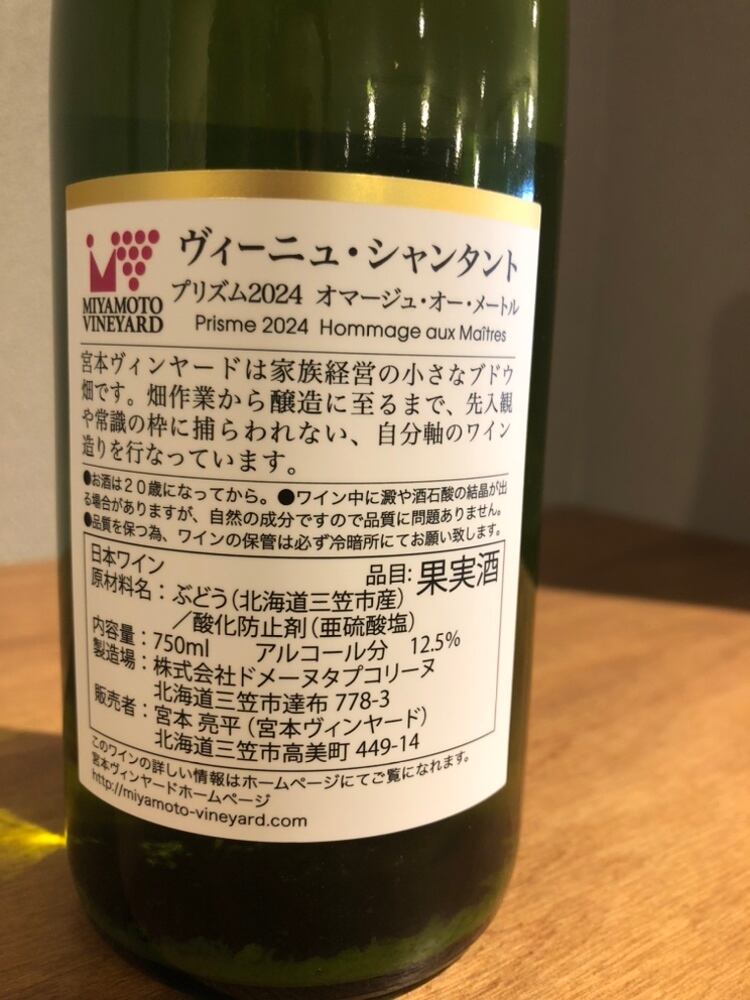 MIYAMOTO
VINEYARD
ヴィーニュ・シャンタント
プリズム2024 オマージュ・オー・メートル
Prisme 2024 Hommage aux Maîtres
宮本ヴィンヤードは家族経営の小さなブドウ
畑です。畑作業から醸造に至るまで、先入観
や常識の枠に捕らわれない、自分軸のワイン
造りを行なっています。
●お酒は20歳になってから。●ワイン中に澱や酒石酸の結晶が出
る場合がありますが、自然の成分ですので品質に問題ありません。
●品質を保つ為、ワインの保管は必ず冷暗所にてお願い致します。
日本ワイン 品目: 果実酒
原材料名：ぶどう（北海道三笠市産）
／酸化防止剤（亜硫酸塩）
内容量：750ml アルコール分 12.5%
製造場：株式会社ドメーヌタプコリーヌ
北海道三笠市達布 778-3
販売者：宮本 亮平（宮本ヴィンヤード）
北海道三笠市高美町 449-14
このワインの詳しい情報はホームページにてご覧になれます。
宮本ヴィンヤードホームページ
http://miyamoto-vineyard.com